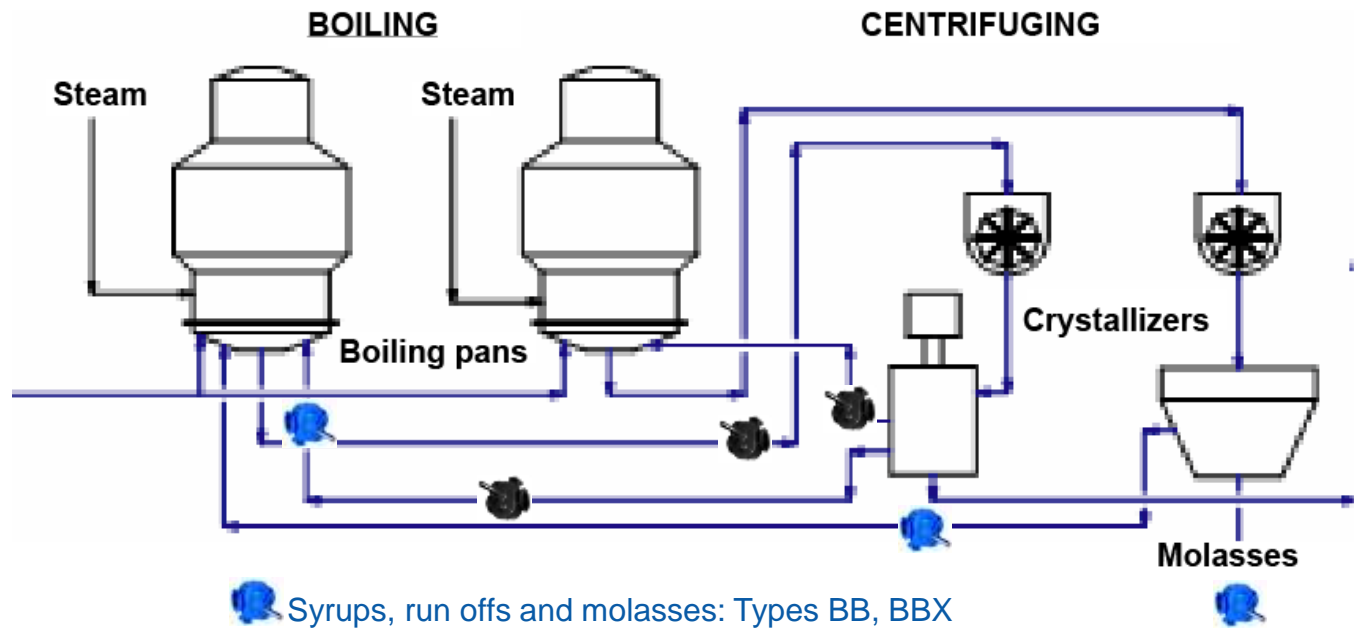 BOILING
CENTRIFUGING
Steam
Steam
Crystallizers
Boiling pans
Molasses
Syrups, run offs and molasses: Types BB, BBX